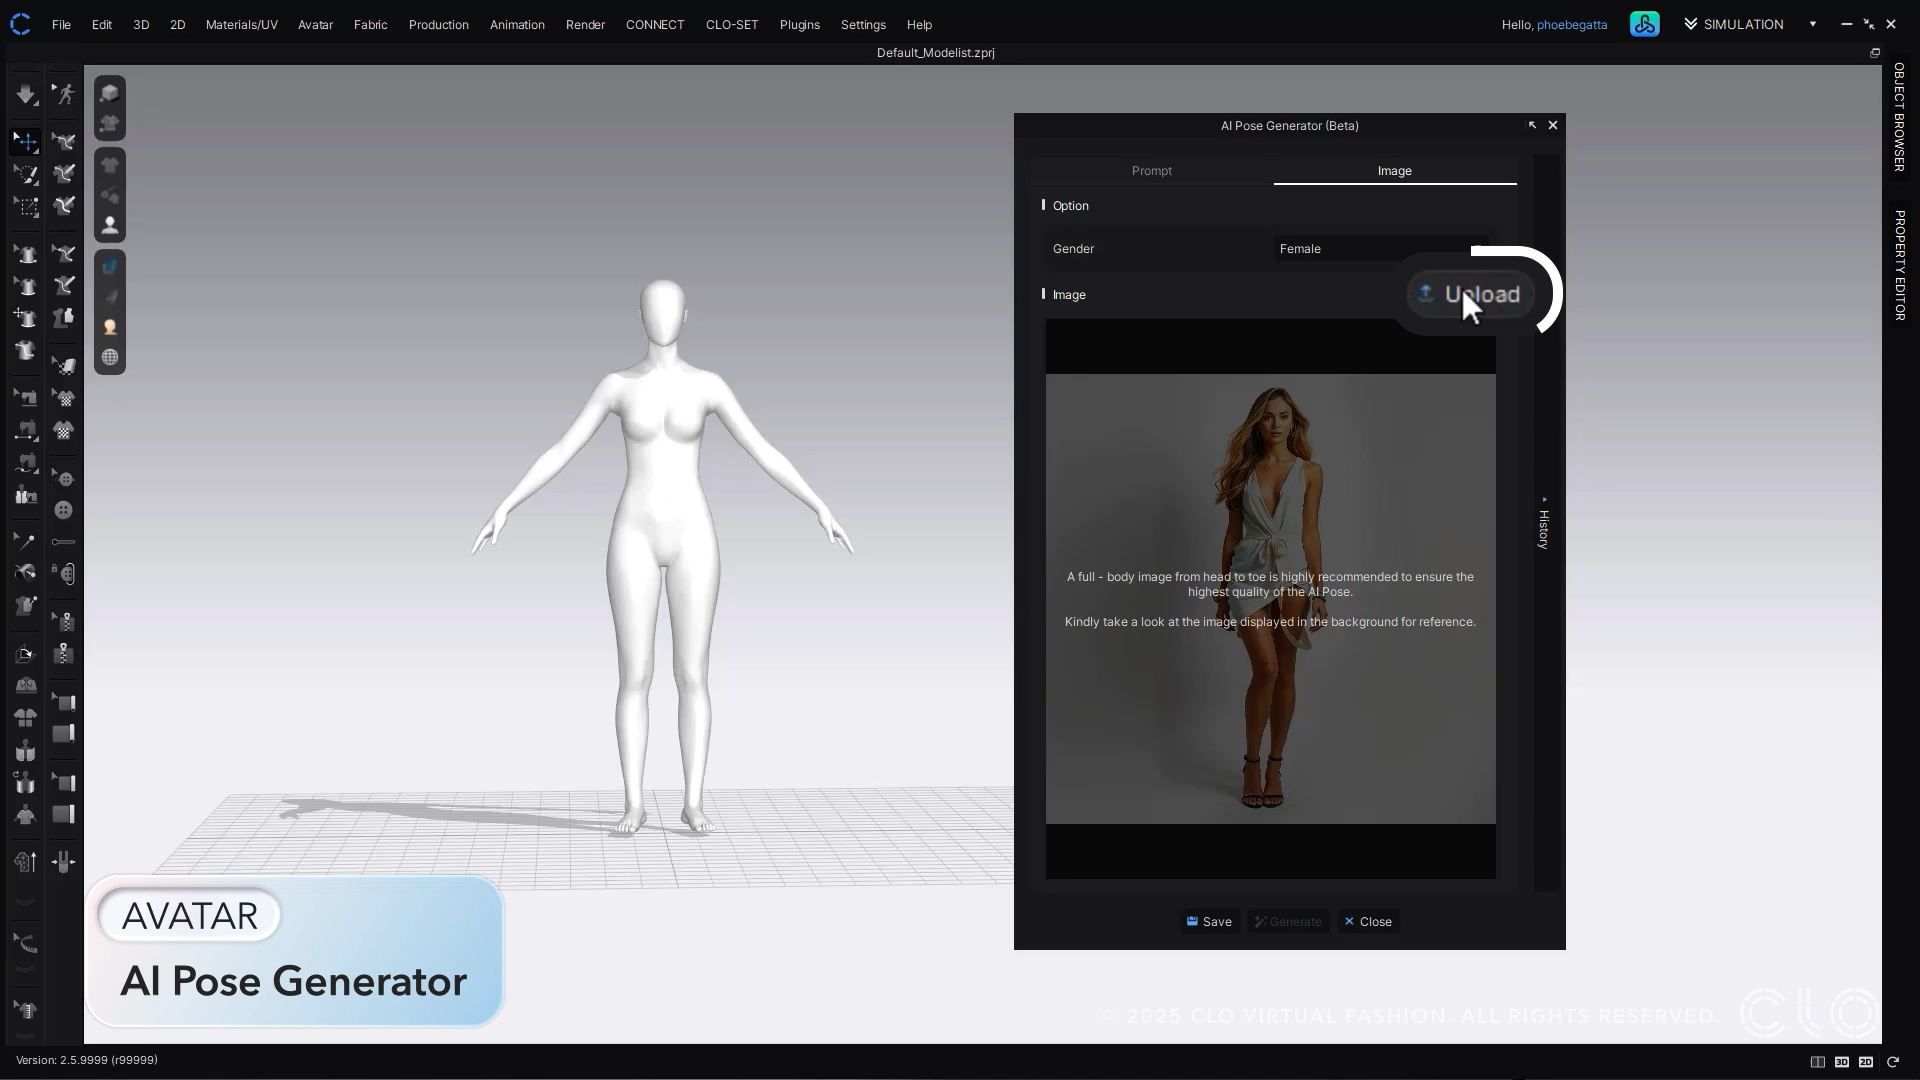 File Edit 3D 2D Materials/UV Avatar Fabric Production Animation Render CONNECT CLO-SET Plugins Settings Help
Hello, phoebegatta
SIMULATION
Default_Modelist.zprj
OBJECT BROWSER
PROPERTY EDITOR
AI Pose Generator (Beta)
Prompt Image
Option
Gender Female
Image Upload
A full - body image from head to toe is highly recommended to ensure the
highest quality of the AI Pose.
Kindly take a look at the image displayed in the background for reference.
History
Save Generate Close
AVATAR
AI Pose Generator
(C) 2025 CLO VIRTUAL FASHION. ALL RIGHTS RESERVED.
CLO
Version: 2.5.9999 (r99999)
3D 2D